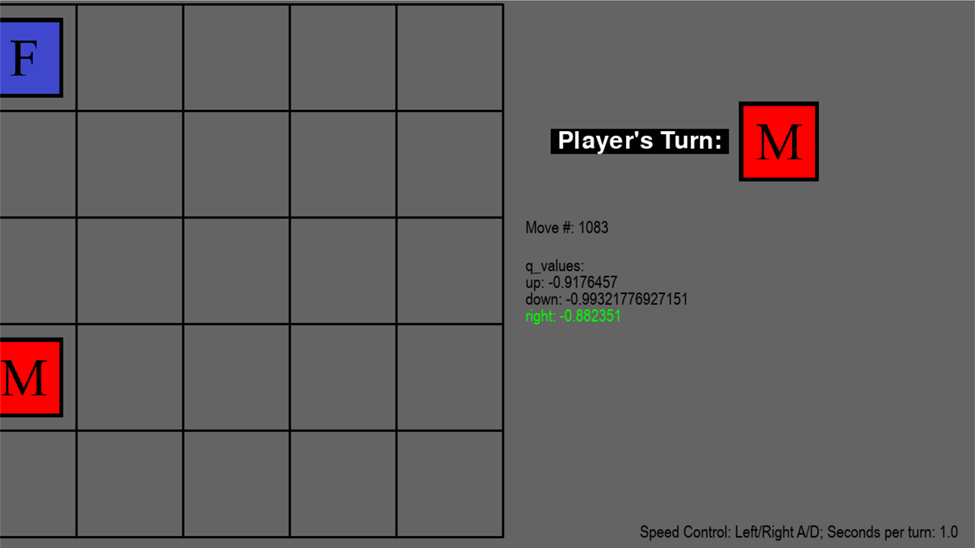 F
Player's Turn: M
Move #: 1083
q_values:
up: -0.9176457
down: -0.99321776927151
right: -0.882351
M
Speed Control: Left/Right A/D; Seconds per turn: 1.0